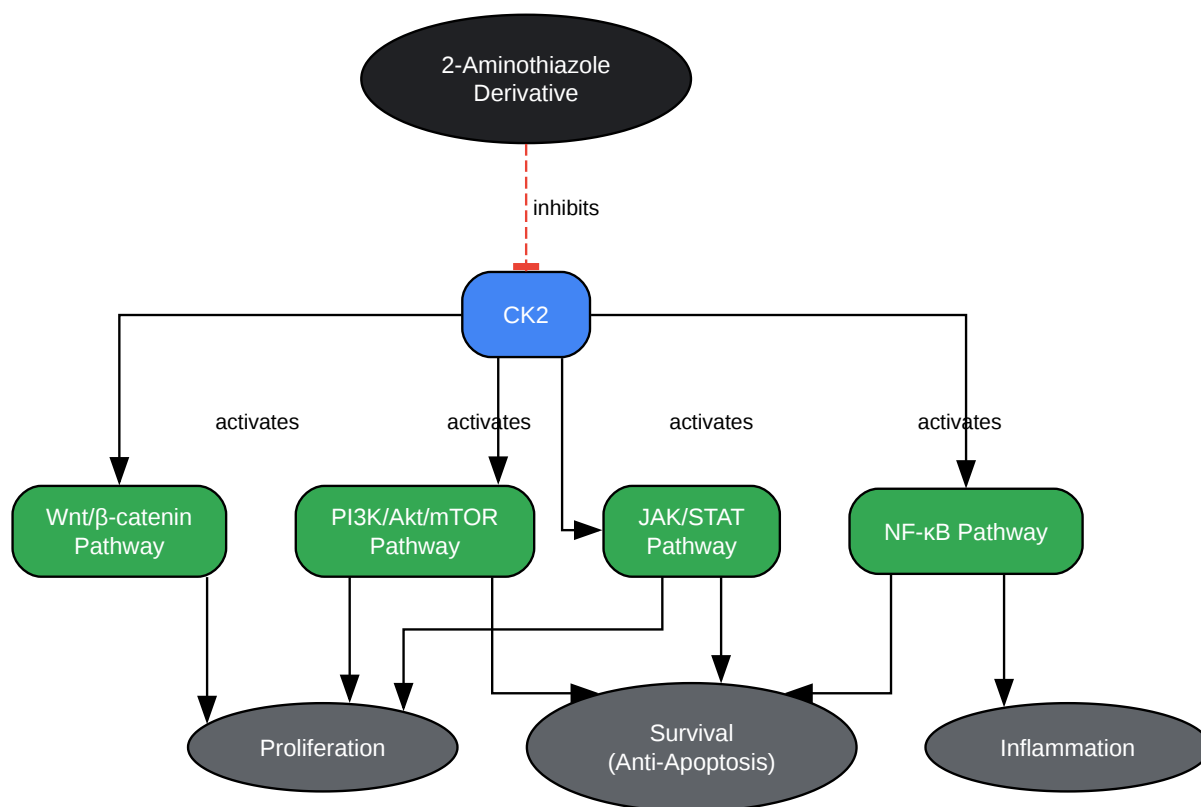 2-Aminothiazole
Derivative
inhibits
CK2
activates
activates
activates
activates
Wnt/β-catenin
Pathway
PI3K/Akt/mTOR
Pathway
JAK/STAT
Pathway
NF-κB Pathway
Proliferation
Survival
(Anti-Apoptosis)
Inflammation